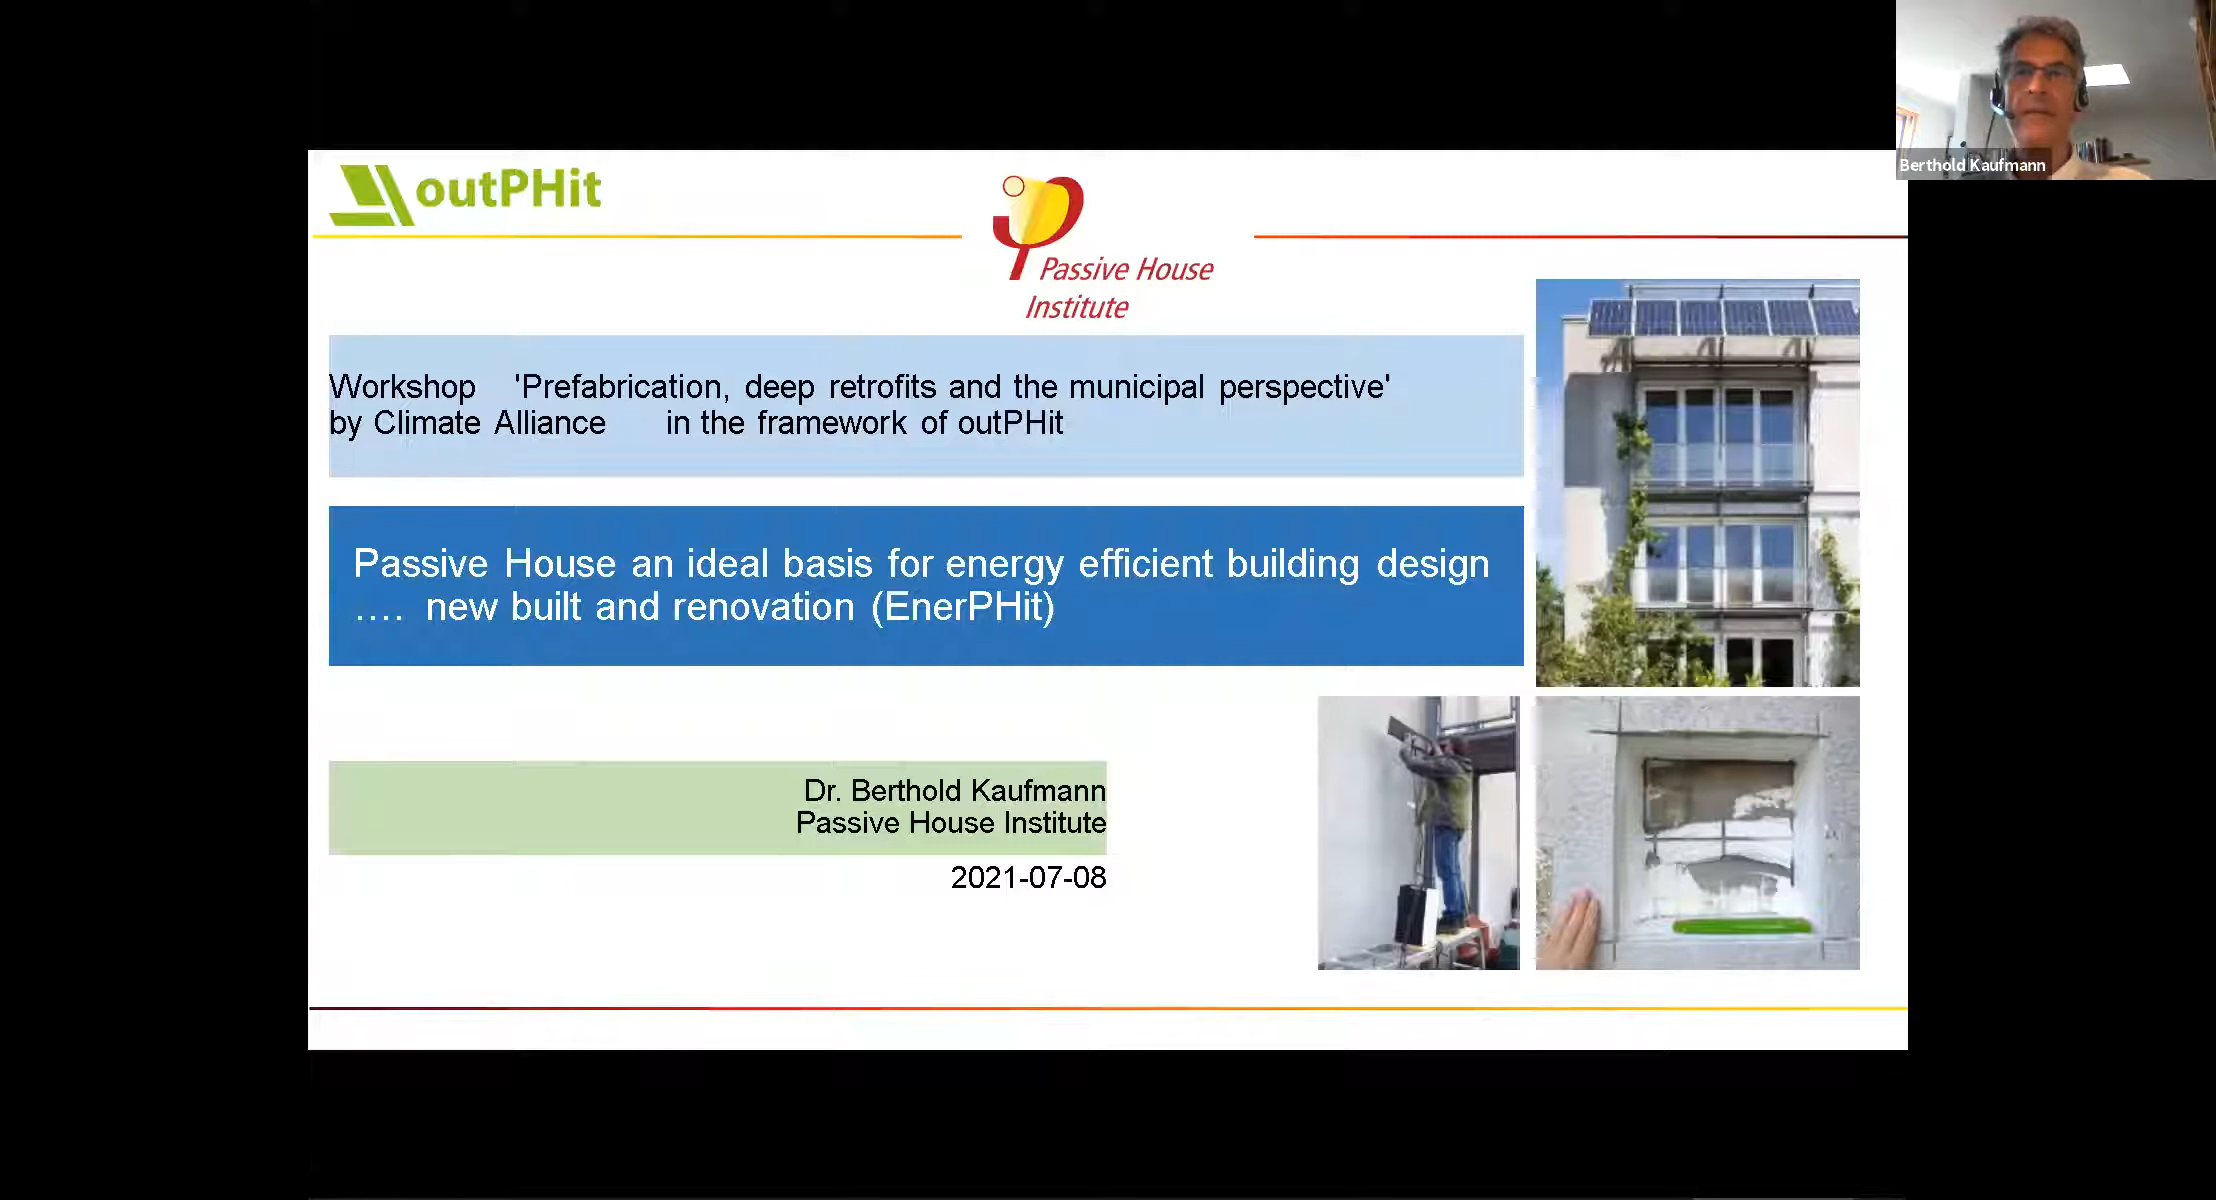 Berthold Kaufmann
outPHit
Passive House
Institute
Workshop 'Prefabrication, deep retrofits and the municipal perspective'
by Climate Alliance in the framework of outPHit
Passive House an ideal basis for energy efficient building design
.... new built and renovation (EnerPHit)
Dr. Berthold Kaufmann
Passive House Institute
2021-07-08